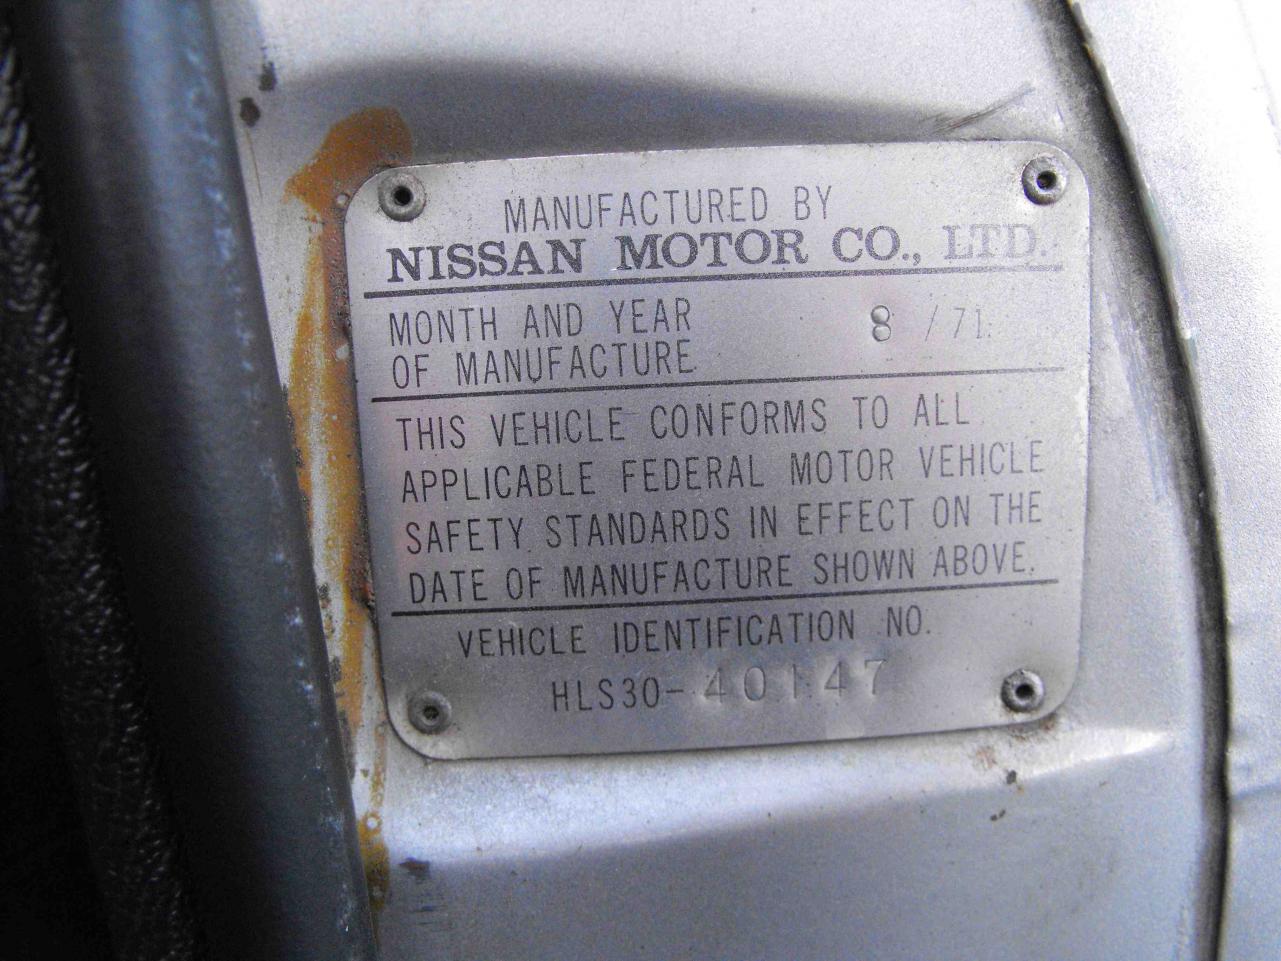 MANUFACTURED BY
NISSAN MOTOR CO., LTD.
MONTH AND YEAR
OF MANUFACTURE
8 / 71.
THIS VEHICLE CONFORMS TO ALL
APPLICABLE FEDERAL MOTOR VEHICLE
SAFETY STANDARDS IN EFFECT ON THE
DATE OF MANUFACTURE SHOWN ABOVE.
VEHICLE IDENTIFICATION NO.
HLS30-40147